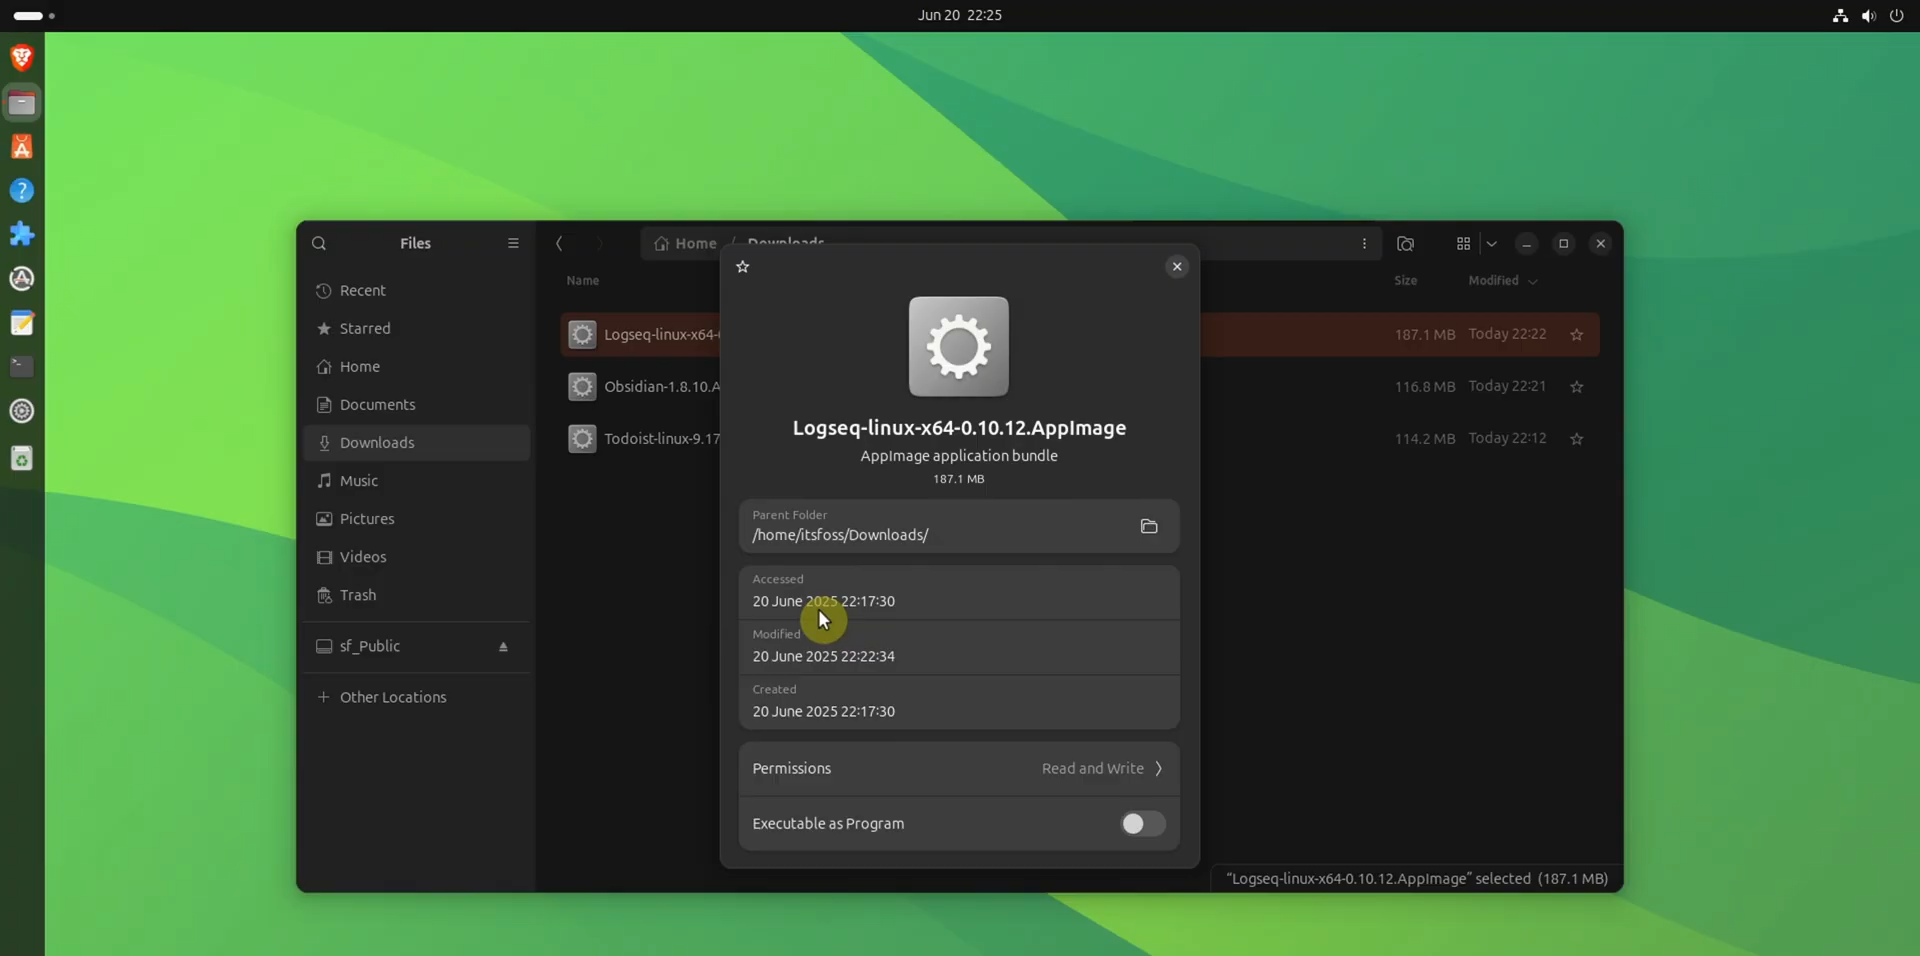 Jun 20 22:25
Files
Home / Downloads
Recent
Starred
Home
Documents
Downloads
Music
Pictures
Videos
Trash
sf_Public
Other Locations
Name
Size
Modified
Logseq-linux-x64-
187.1 MB
Today 22:22
Obsidian-1.8.10.A
116.8 MB
Today 22:21
Todoist-linux-9.17
114.2 MB
Today 22:12
Logseq-linux-x64-0.10.12.AppImage
AppImage application bundle
187.1 MB
Parent Folder
/home/itsfoss/Downloads/
Accessed
20 June 2025 22:17:30
Modified
20 June 2025 22:22:34
Created
20 June 2025 22:17:30
Permissions
Read and Write
Executable as Program
“Logseq-linux-x64-0.10.12.AppImage” selected (187.1 MB)